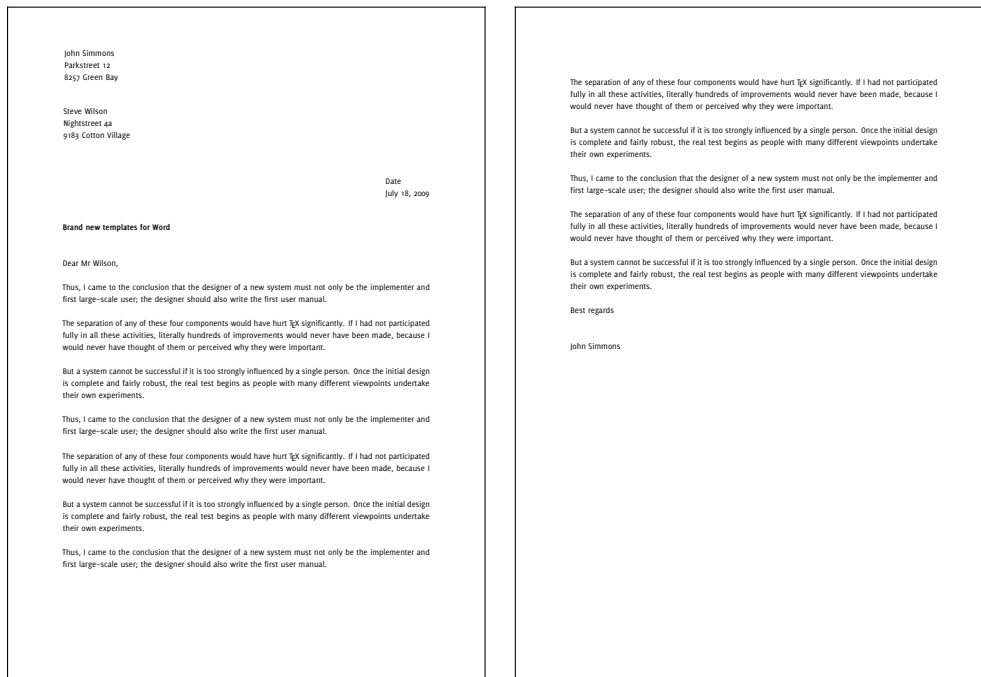 John Simmons
Parkstreet 12
8257 Green Bay
Steve Wilson
Nightstreet 4a
9183 Cotton Village
Date
July 18, 2009
Brand new templates for Word
Dear Mr Wilson,
Thus, I came to the conclusion that the designer of a new system must not only be the implementer and
first large-scale user; the designer should also write the first user manual.
The separation of any of these four components would have hurt TEX significantly. If I had not participated
fully in all these activities, literally hundreds of improvements would never have been made, because I
would never have thought of them or perceived why they were important.
But a system cannot be successful if it is too strongly influenced by a single person. Once the initial design
is complete and fairly robust, the real test begins as people with many different viewpoints undertake
their own experiments.
Thus, I came to the conclusion that the designer of a new system must not only be the implementer and
first large-scale user; the designer should also write the first user manual.
The separation of any of these four components would have hurt TEX significantly. If I had not participated
fully in all these activities, literally hundreds of improvements would never have been made, because I
would never have thought of them or perceived why they were important.
But a system cannot be successful if it is too strongly influenced by a single person. Once the initial design
is complete and fairly robust, the real test begins as people with many different viewpoints undertake
their own experiments.
Thus, I came to the conclusion that the designer of a new system must not only be the implementer and
first large-scale user; the designer should also write the first user manual.
The separation of any of these four components would have hurt TEX significantly. If I had not participated
fully in all these activities, literally hundreds of improvements would never have been made, because I
would never have thought of them or perceived why they were important.
But a system cannot be successful if it is too strongly influenced by a single person. Once the initial design
is complete and fairly robust, the real test begins as people with many different viewpoints undertake
their own experiments.
Thus, I came to the conclusion that the designer of a new system must not only be the implementer and
first large-scale user; the designer should also write the first user manual.
The separation of any of these four components would have hurt TEX significantly. If I had not participated
fully in all these activities, literally hundreds of improvements would never have been made, because I
would never have thought of them or perceived why they were important.
But a system cannot be successful if it is too strongly influenced by a single person. Once the initial design
is complete and fairly robust, the real test begins as people with many different viewpoints undertake
their own experiments.
Best regards
John Simmons